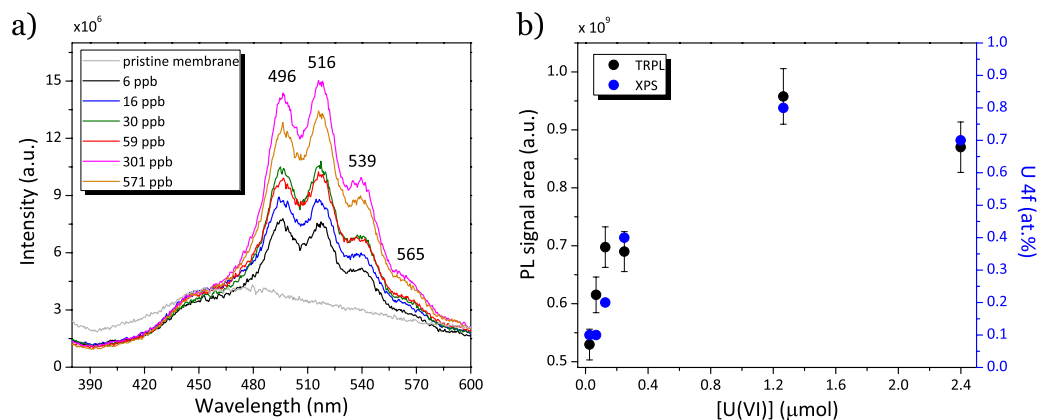 a)
x10⁶
Intensity (a.u.)
15
12
9
6
3
0
pristine membrane
6 ppb
16 ppb
30 ppb
59 ppb
301 ppb
571 ppb
496
516
539
565
390 420 450 480 510 540 570 600
Wavelength (nm)
b)
x 10⁹
PL signal area (a.u.)
1.0
0.9
0.8
0.7
0.6
0.5
TRPL
XPS
1.0
0.9
0.8
0.7
0.6
0.5
0.4
0.3
0.2
0.1
0.0
U 4f (at.%)
0.0 0.4 0.8 1.2 1.6 2.0 2.4
[U(VI)] (μmol)